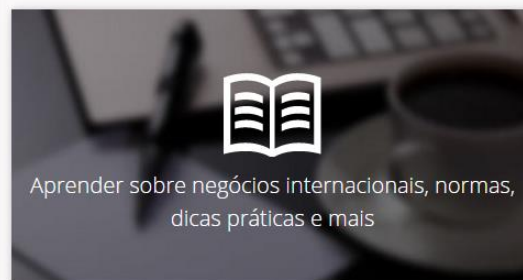 Aprender sobre negócios internacionais, normas,
dicas práticas e mais